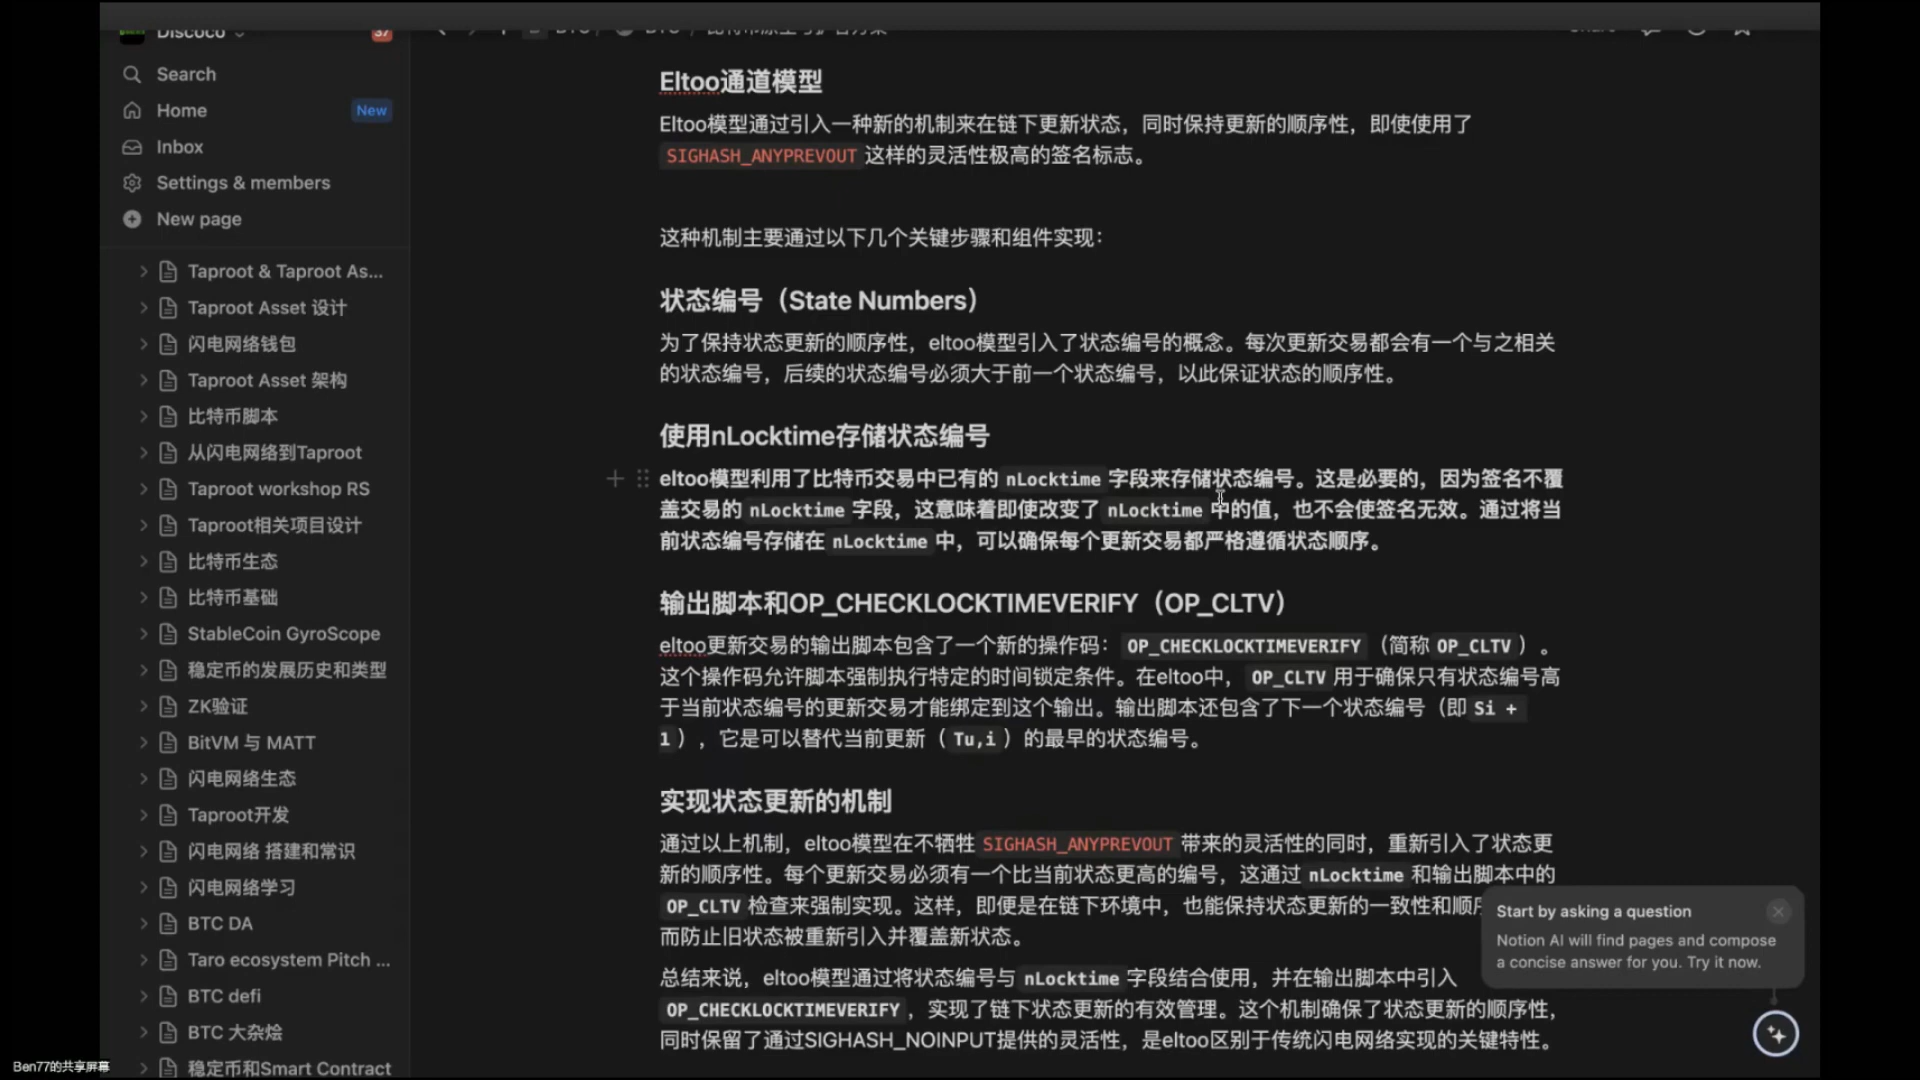 Discoco
37
Search
Home
New
Inbox
Settings & members
New page
Taproot & Taproot As...
Taproot Asset 设计
闪电网络钱包
Taproot Asset 架构
比特币脚本
从闪电网络到Taproot
Taproot workshop RS
Taproot相关项目设计
比特币生态
比特币基础
StableCoin GyroScope
稳定币的发展历史和类型
ZK验证
BitVM 与 MATT
闪电网络生态
Taproot开发
闪电网络 搭建和常识
闪电网络学习
BTC DA
Taro ecosystem Pitch ...
BTC defi
BTC 大杂烩
稳定币和Smart Contract
Eltoo通道模型
Eltoo模型通过引入一种新的机制来在链下更新状态，同时保持更新的顺序性，即使使用了
SIGHASH_ANYPREVOUT 这样的灵活性极高的签名标志。
这种机制主要通过以下几个关键步骤和组件实现：
状态编号（State Numbers）
为了保持状态更新的顺序性，eltoo模型引入了状态编号的概念。每次更新交易都会有一个与之相关
的状态编号，后续的状态编号必须大于前一个状态编号，以此保证状态的顺序性。
使用nLocktime存储状态编号
eltoo模型利用了比特币交易中已有的 nLocktime 字段来存储状态编号。这是必要的，因为签名不覆
盖交易的 nLocktime 字段，这意味着即使改变了 nLocktime 中的值，也不会使签名无效。通过将当
前状态编号存储在 nLocktime 中，可以确保每个更新交易都严格遵循状态顺序。
输出脚本和OP_CHECKLOCKTIMEVERIFY（OP_CLTV）
eltoo更新交易的输出脚本包含了一个新的操作码： OP_CHECKLOCKTIMEVERIFY （简称 OP_CLTV ）。
这个操作码允许脚本强制执行特定的时间锁定条件。在eltoo中， OP_CLTV 用于确保只有状态编号高
于当前状态编号的更新交易才能绑定到这个输出。输出脚本还包含了下一个状态编号（即 Si +
1 ），它是可以替代当前更新（ Tu,i ）的最早的状态编号。
实现状态更新的机制
通过以上机制，eltoo模型在不牺牲 SIGHASH_ANYPREVOUT 带来的灵活性的同时，重新引入了状态更
新的顺序性。每个更新交易必须有一个比当前状态更高的编号，这通过 nLocktime 和输出脚本中的
OP_CLTV 检查来强制实现。这样，即便是在链下环境中，也能保持状态更新的一致性和顺
而防止旧状态被重新引入并覆盖新状态。
总结来说，eltoo模型通过将状态编号与 nLocktime 字段结合使用，并在输出脚本中引入
OP_CHECKLOCKTIMEVERIFY ，实现了链下状态更新的有效管理。这个机制确保了状态更新的顺序性，
同时保留了通过SIGHASH_NOINPUT提供的灵活性，是eltoo区别于传统闪电网络实现的关键特性。
Start by asking a question
Notion AI will find pages and compose
a concise answer for you. Try it now.
Ben77的共享屏幕